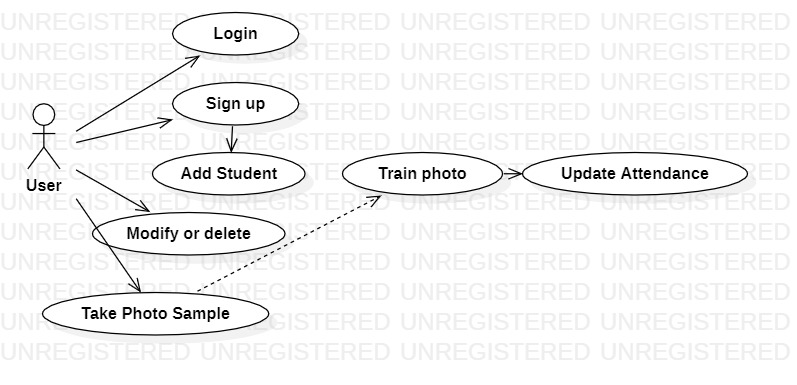 Login
Sign up
Add Student
Train photo
Update Attendance
User
Modify or delete
Take Photo Sample
UNREGISTERED UNREGISTERED UNREGISTERED UNREGISTERED